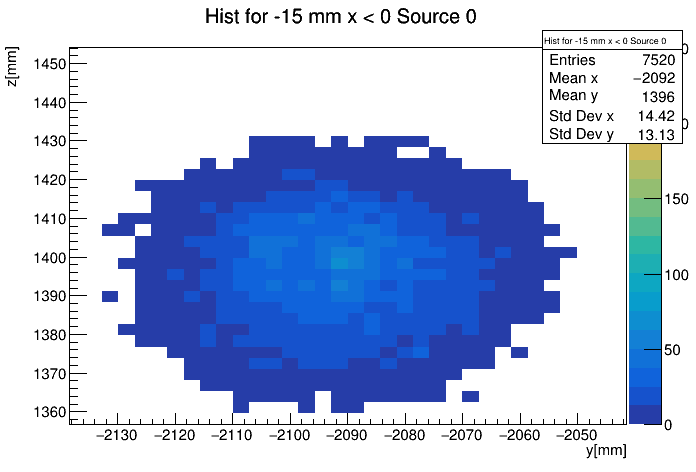 Hist for -15 mm x < 0 Source 0
z[mm]
Hist for -15 mm x < 0 Source 0
Entries 7520
Mean x −2092
Mean y 1396
Std Dev x 14.42
Std Dev y 13.13
1450
1440
1430
1420
1410
1400
1390
1380
1370
1360
150
100
50
0
−2130 −2120 −2110 −2100 −2090 −2080 −2070 −2060 −2050
y[mm]